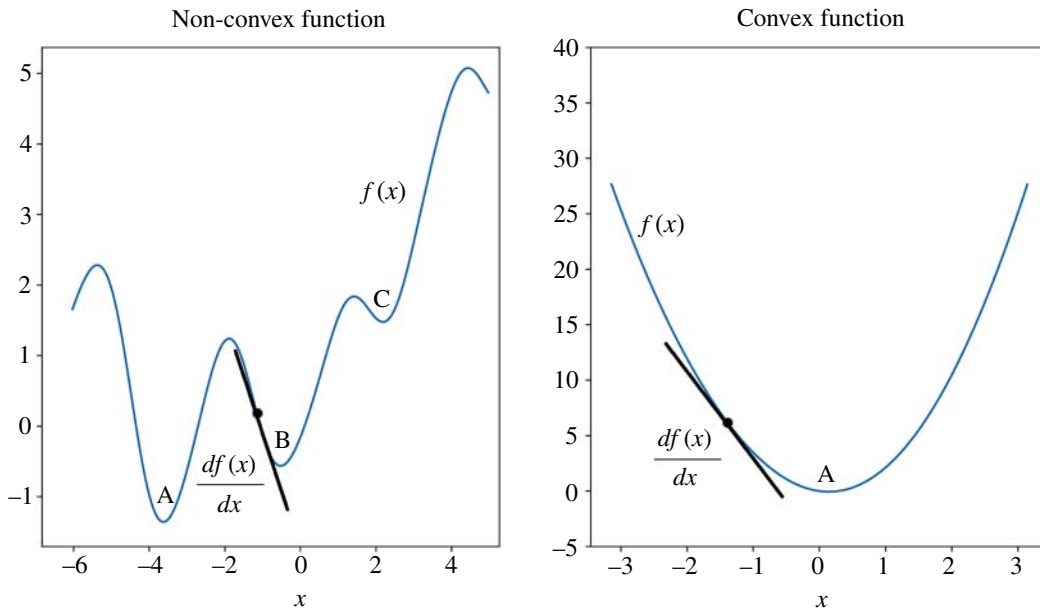 Non-convex function
5
4
3
2
1
0
–1
f (x)
C
B
A
df (x)
dx
–6
–4
–2
0
2
4
x
Convex function
40
35
30
25
20
15
10
5
0
–5
f (x)
df (x)
dx
A
–3
–2
–1
0
1
2
3
x